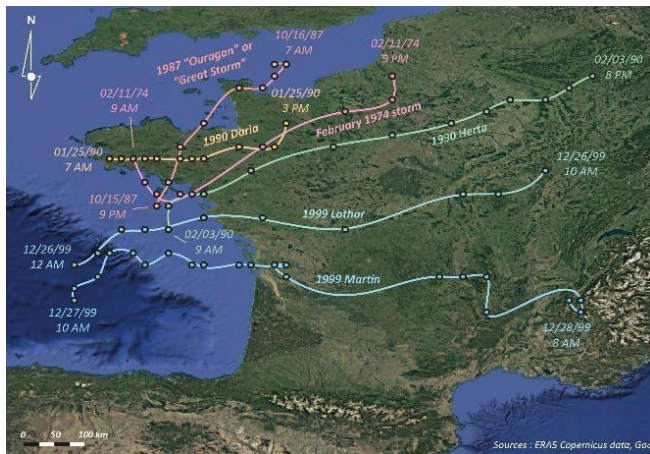 N
10/16/87
7 AM
02/11/74
9 PM
1987 "Ouragan" or
"Great Storm"
02/03/90
8 PM
02/11/74
9 AM
01/25/90
3 PM
February 1974 storm
1990 Daria
1990 Herta
01/25/90
7 AM
12/26/99
10 AM
10/15/87
9 PM
1999 Lothor
02/03/90
9 AM
12/26/99
12 AM
1999 Martin
12/27/99
10 AM
12/28/99
8 AM
0 50 100 km
Sources : ERA5 Copernicus data, Goo